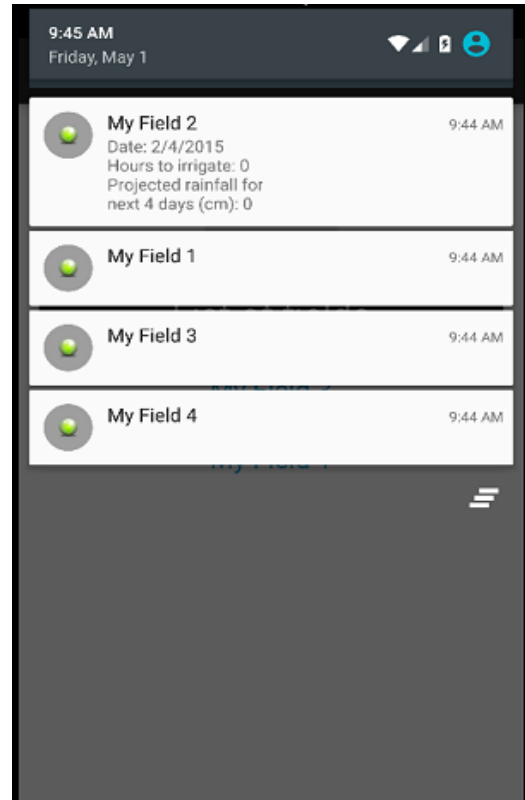 9:45 AM
Friday, May 1
My Field 2
9:44 AM
Date: 2/4/2015
Hours to irrigate: 0
Projected rainfall for
next 4 days (cm): 0
My Field 1
9:44 AM
My Field 3
9:44 AM
My Field 4
9:44 AM